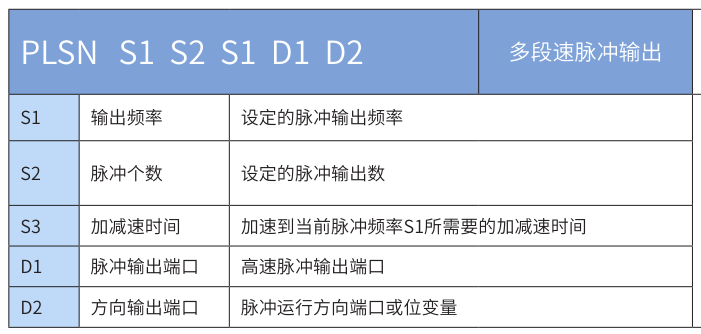 PLSN S1 S2 S1 D1 D2 多段速脉冲输出
S1 输出频率 设定的脉冲输出频率
S2 脉冲个数 设定的脉冲输出数
S3 加减速时间 加速到当前脉冲频率S1所需要的加减速时间
D1 脉冲输出端口 高速脉冲输出端口
D2 方向输出端口 脉冲运行方向端口或位变量